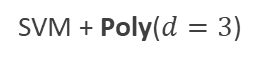 SVM + Poly(d = 3)